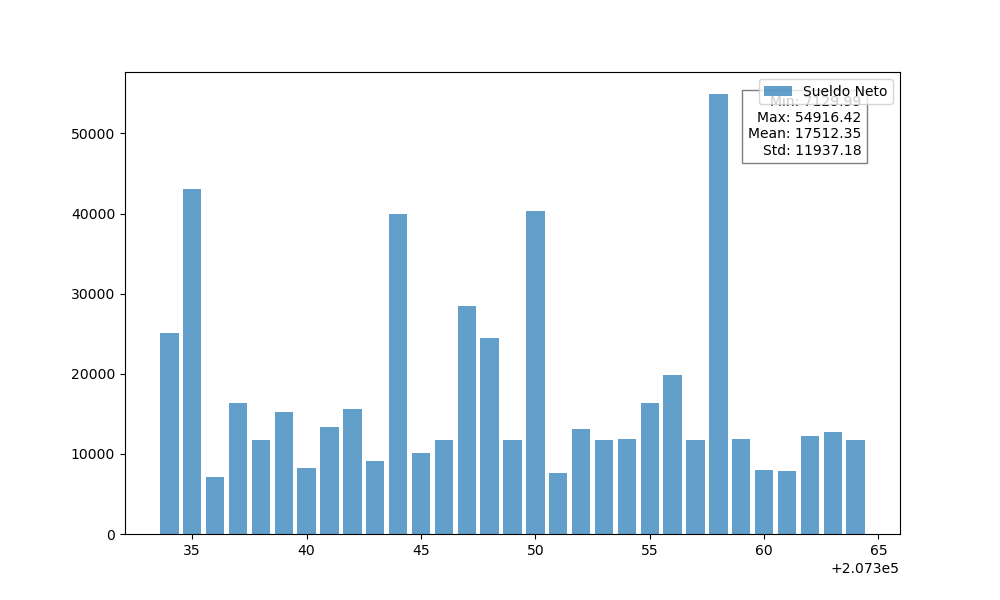 Sueldo Neto
Min: 7129.99
Max: 54916.42
Mean: 17512.35
Std: 11937.18
50000
40000
30000
20000
10000
0
35 40 45 50 55 60 65
+2.073e5